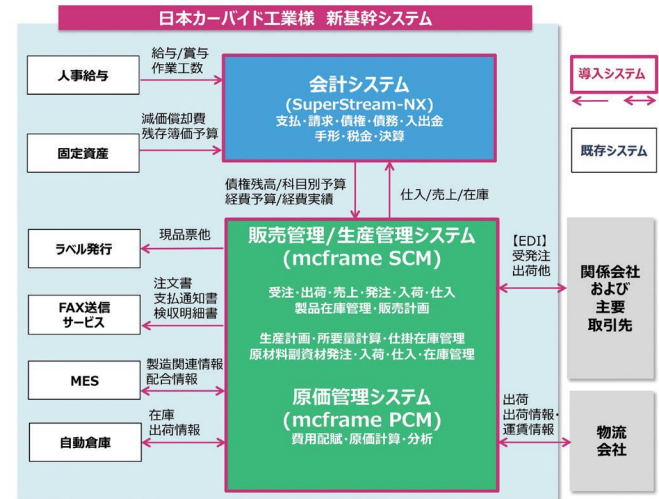 日本カーバイド工業様 新基幹システム
人事給与
給与/賞与
作業工数
固定資産
減価償却費
残存簿価予算
会計システム
(SuperStream-NX)
支払・請求・債権・債務・入出金
手形・税金・決算
導入システム
既存システム
債権残高/科目別予算
経費予算/経費実績
仕入/売上/在庫
ラベル発行
現品票他
FAX送信
サービス
注文書
支払通知書
検収明細書
MES
製造関連情報
配合情報
自動倉庫
在庫
出荷情報
販売管理/生産管理システム
(mcframe SCM)
受注・出荷・売上・発注・入荷・仕入
製品在庫管理・販売計画
生産計画・所要量計算・仕掛在庫管理
原材料副資材発注・入荷・仕入・在庫管理
原価管理システム
(mcframe PCM)
費用配賦・原価計算・分析
【EDI】
受発注
出荷他
関係会社
および
主要
取引先
出荷
出荷情報・
運賃情報
物流
会社